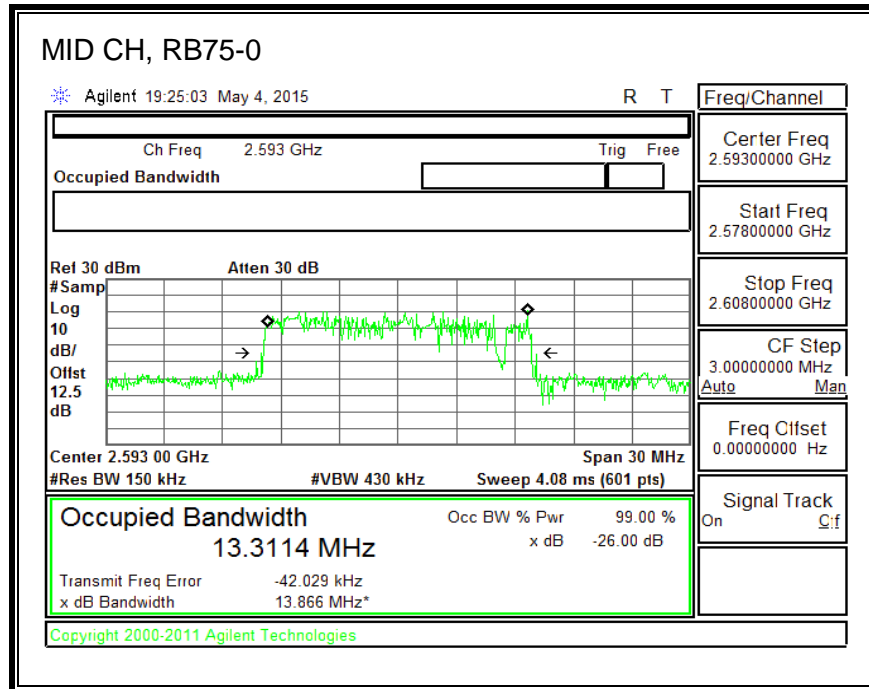 MID CH, RB75-0
Agilent 19:25:03 May 4, 2015 R T
Ch Freq 2.593 GHz Trig Free
Occupied Bandwidth
Ref 30 dBm Atten 30 dB
#Samp
Log
10
dB/
Offst
12.5
dB
Center 2.593 00 GHz Span 30 MHz
#Res BW 150 kHz #VBW 430 kHz Sweep 4.08 ms (601 pts)
Occupied Bandwidth Occ BW % Pwr 99.00 %
13.3114 MHz x dB -26.00 dB
Transmit Freq Error -42.029 kHz
x dB Bandwidth 13.866 MHz*
Copyright 2000-2011 Agilent Technologies
Freq/Channel
Center Freq
2.59300000 GHz
Start Freq
2.57800000 GHz
Stop Freq
2.60800000 GHz
CF Step
3.00000000 MHz
Auto Man
Freq Offset
0.00000000 Hz
Signal Track
On Off